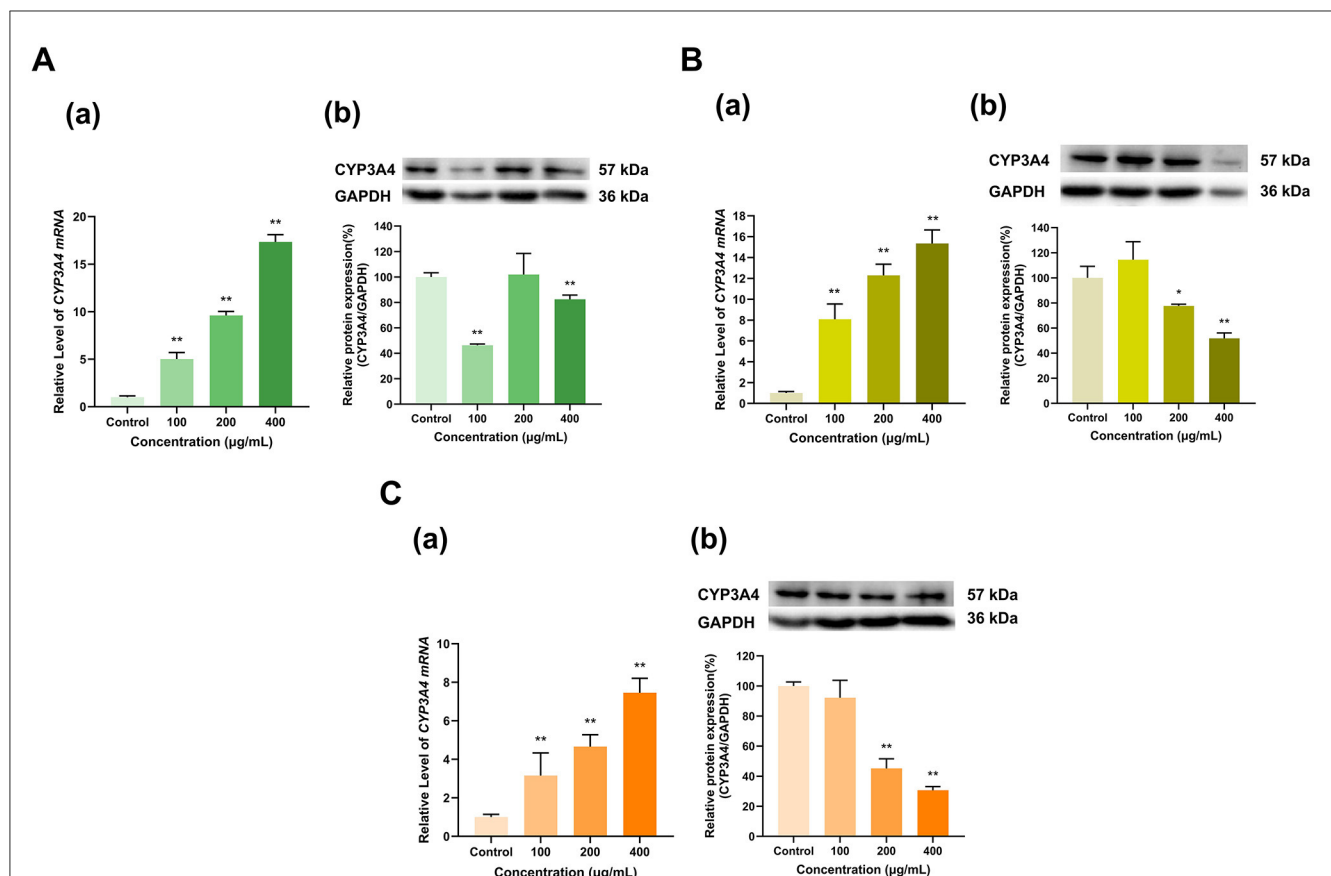 A
(a)
Relative Level of CYP3A4 mRNA
20
15
10
5
0
**
**
**
Control 100 200 400
Concentration (µg/mL)
(b)
CYP3A4 57 kDa
GAPDH 36 kDa
Relative protein expression(%)
(CYP3A4/GAPDH)
140
120
100
80
60
40
20
0
**
**
Control 100 200 400
Concentration (µg/mL)
B
(a)
Relative Level of CYP3A4 mRNA
18
16
14
12
10
8
6
4
2
0
**
**
**
Control 100 200 400
Concentration (µg/mL)
(b)
CYP3A4 57 kDa
GAPDH 36 kDa
Relative protein expression(%)
(CYP3A4/GAPDH)
140
120
100
80
60
40
20
0
*
**
Control 100 200 400
Concentration (µg/mL)
C
(a)
Relative Level of CYP3A4 mRNA
10
8
6
4
2
0
**
**
**
Control 100 200 400
Concentration (µg/mL)
(b)
CYP3A4 57 kDa
GAPDH 36 kDa
Relative protein expression(%)
(CYP3A4/GAPDH)
120
100
80
60
40
20
0
**
**
Control 100 200 400
Concentration (µg/mL)